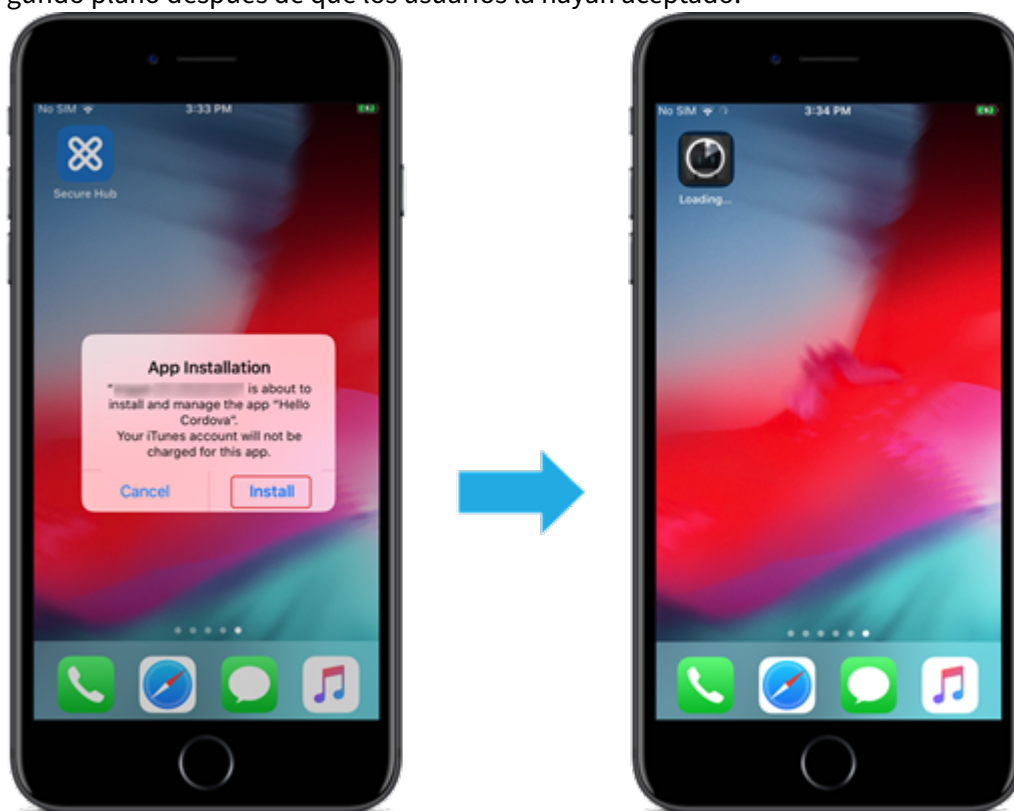 gundo plano después de que los usuarios la hayan aceptado.
No SIM
3:33 PM
Secure Hub
App Installation
" is about to
install and manage the app "Hello
Cordova".
Your iTunes account will not be
charged for this app.
Cancel
Install
No SIM
3:34 PM
Loading...